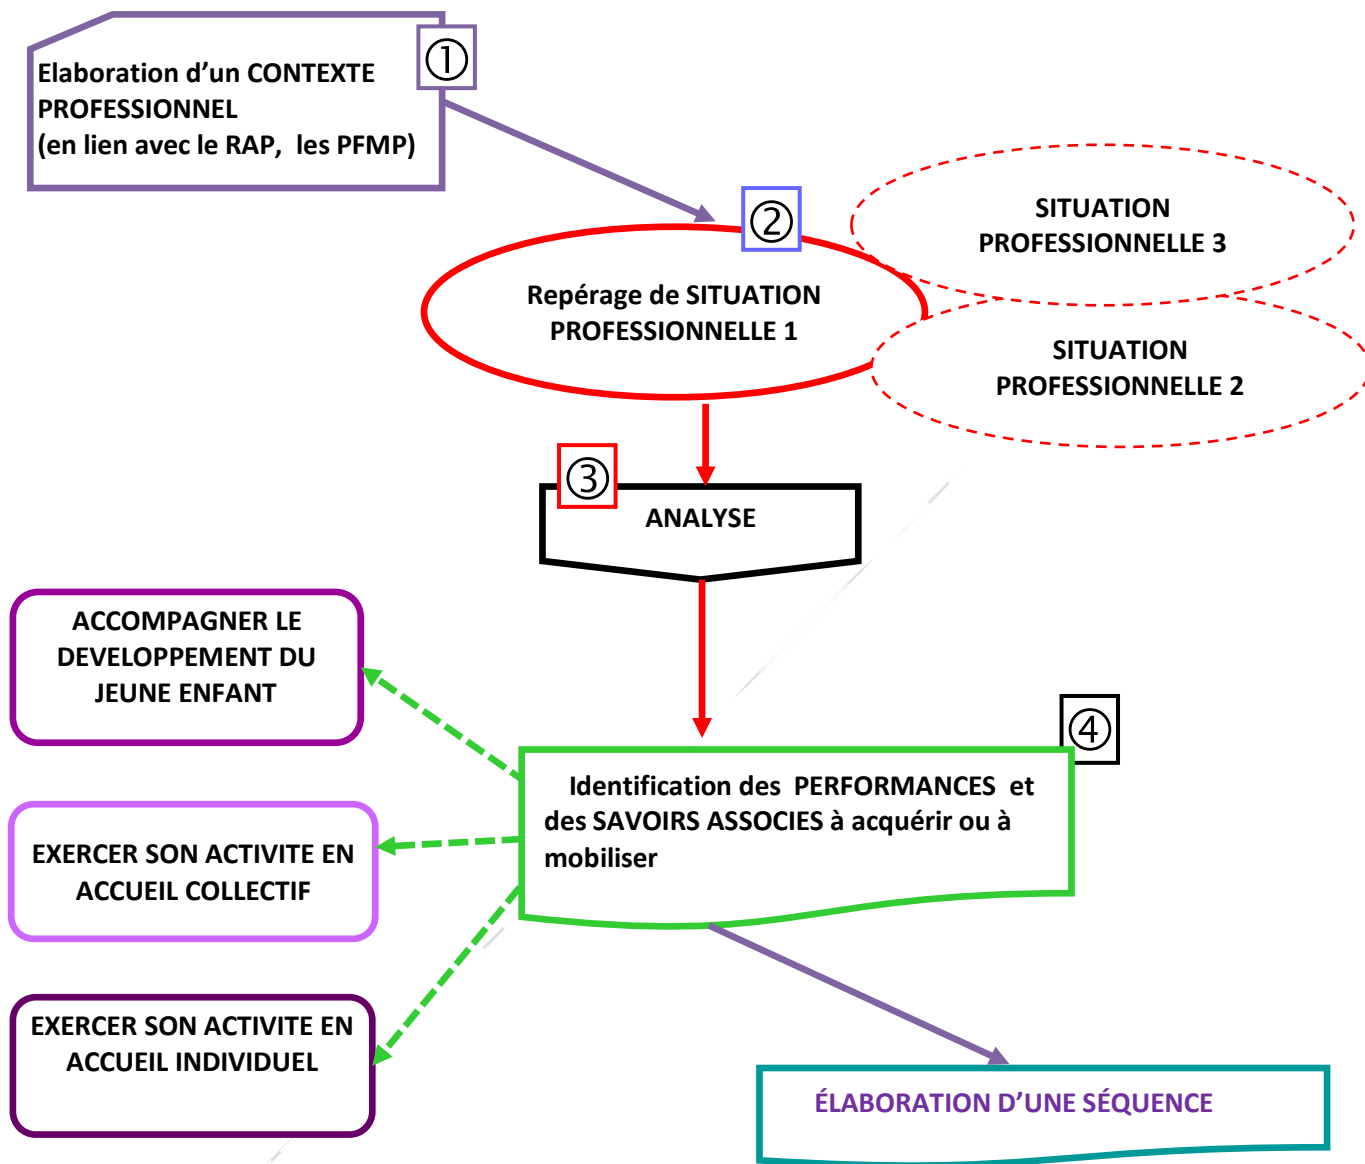 ①
Elaboration d’un CONTEXTE
PROFESSIONNEL
(en lien avec le RAP, les PFMP)
②
Repérage de SITUATION
PROFESSIONNELLE 1
SITUATION
PROFESSIONNELLE 3
SITUATION
PROFESSIONNELLE 2
③
ANALYSE
ACCOMPAGNER LE
DEVELOPPEMENT DU
JEUNE ENFANT
④
Identification des PERFORMANCES et
des SAVOIRS ASSOCIES à acquérir ou à
mobiliser
EXERCER SON ACTIVITE EN
ACCUEIL COLLECTIF
EXERCER SON ACTIVITE EN
ACCUEIL INDIVIDUEL
ÉLABORATION D’UNE SÉQUENCE